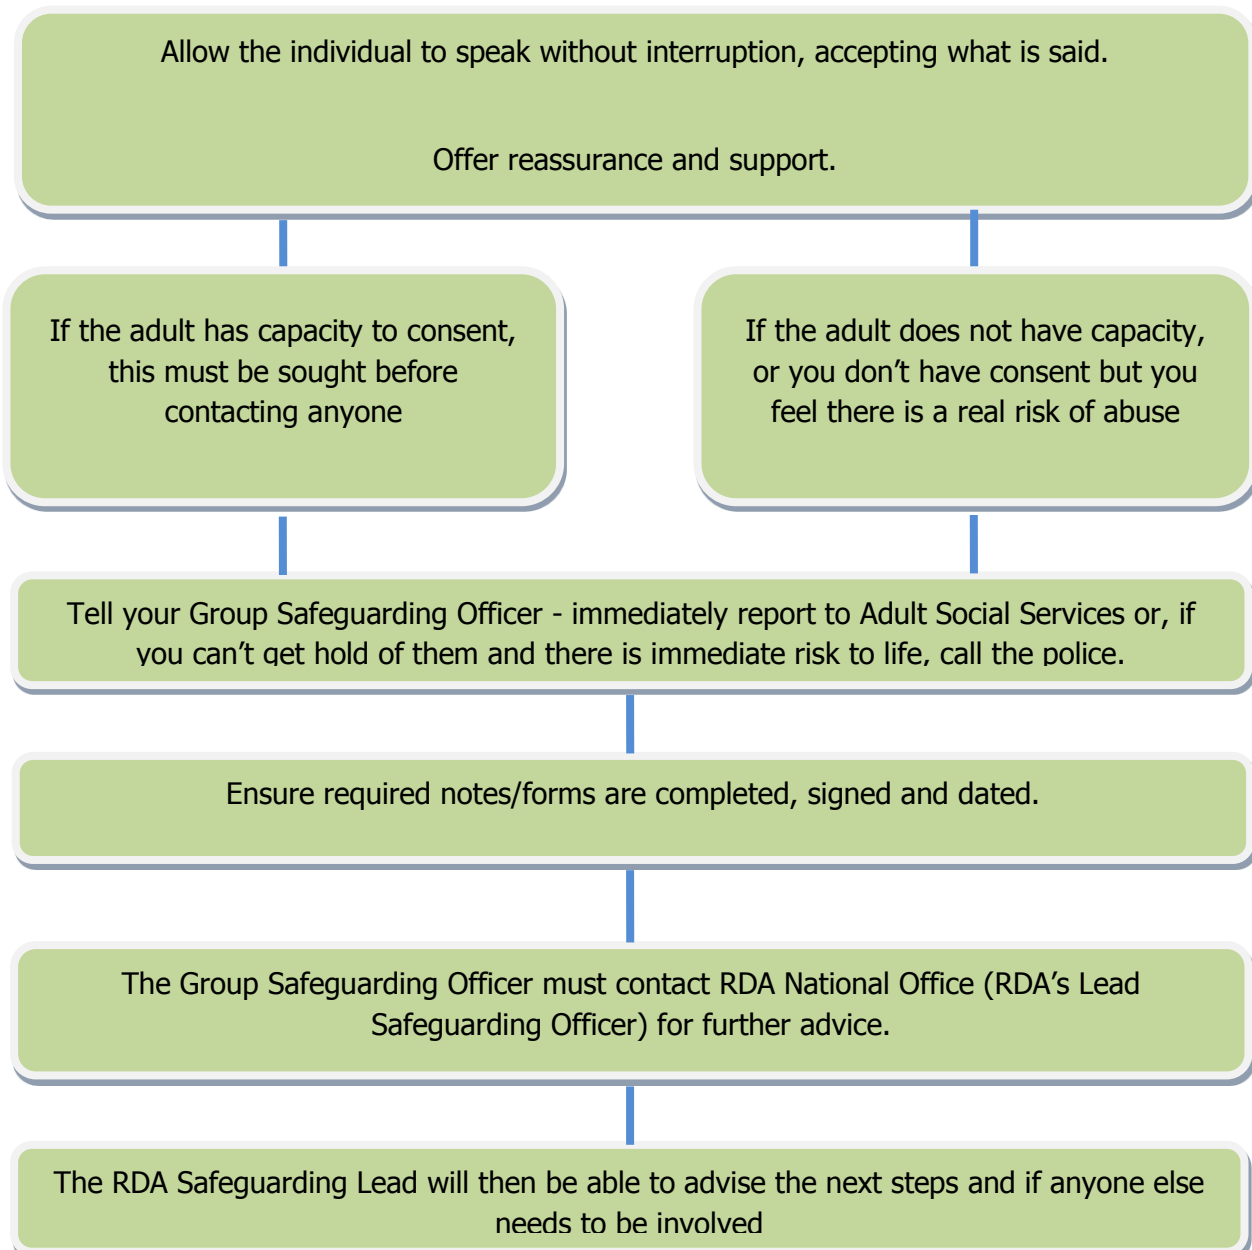 Allow the individual to speak without interruption, accepting what is said.
Offer reassurance and support.
If the adult has capacity to consent,
this must be sought before
contacting anyone
If the adult does not have capacity,
or you don’t have consent but you
feel there is a real risk of abuse
Tell your Group Safeguarding Officer - immediately report to Adult Social Services or, if
you can’t get hold of them and there is immediate risk to life, call the police.
Ensure required notes/forms are completed, signed and dated.
The Group Safeguarding Officer must contact RDA National Office (RDA’s Lead
Safeguarding Officer) for further advice.
The RDA Safeguarding Lead will then be able to advise the next steps and if anyone else
needs to be involved